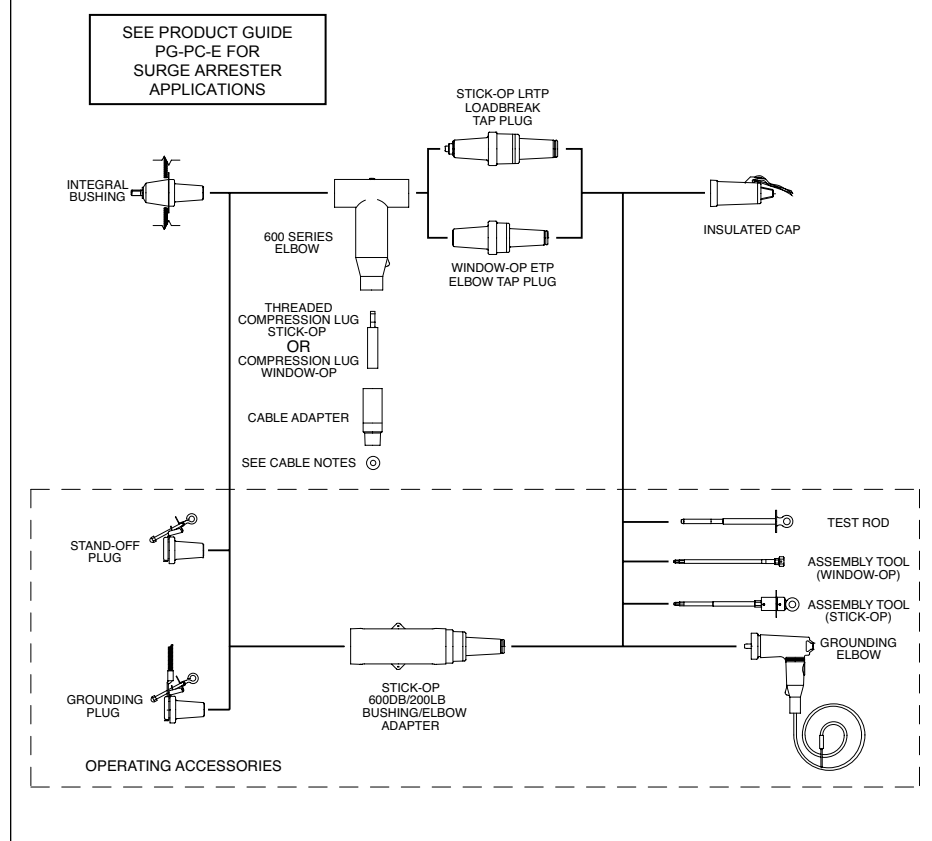 SEE PRODUCT GUIDE
PG-PC-E FOR
SURGE ARRESTER
APPLICATIONS
STICK-OP LRTP
LOADBREAK
TAP PLUG
INTEGRAL
BUSHING
600 SERIES
ELBOW
INSULATED CAP
WINDOW-OP ETP
ELBOW TAP PLUG
THREADED
COMPRESSION LUG
STICK-OP
OR
COMPRESSION LUG
WINDOW-OP
CABLE ADAPTER
SEE CABLE NOTES
STAND-OFF
PLUG
TEST ROD
ASSEMBLY TOOL
(WINDOW-OP)
ASSEMBLY TOOL
(STICK-OP)
GROUNDING
ELBOW
GROUNDING
PLUG
STICK-OP
600DB/200LB
BUSHING/ELBOW
ADAPTER
OPERATING ACCESSORIES